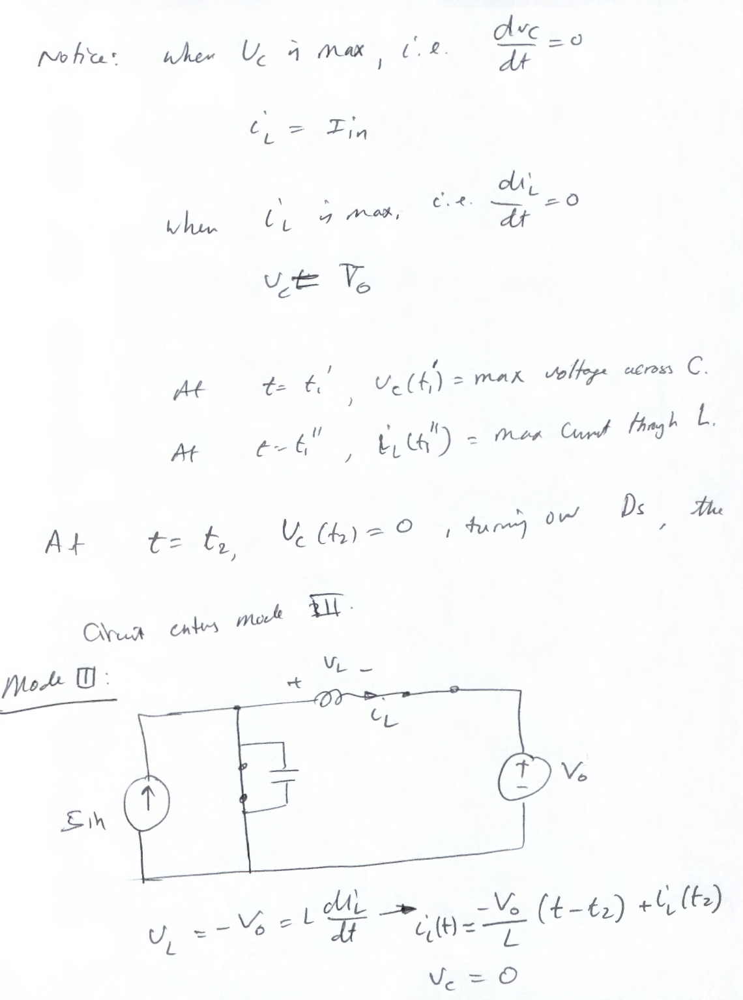 Notice: when Vc is max, i.e. dvc/dt = 0
iL = Iin
when iL is max, i.e. diL/dt = 0
Vc = Vo
At t = t1', Vc(t1') = max voltage across C.
At t = t1'', iL(t1'') = max current through L.
At t = t2, Vc(t2) = 0, turning on Ds, the
Circuit enters mode III.
Mode III:
+ VL -
iL
Iin
+
-
Vo
VL = -Vo = L diL/dt → iL(t) = -Vo/L (t-t2) + iL(t2)
Vc = 0